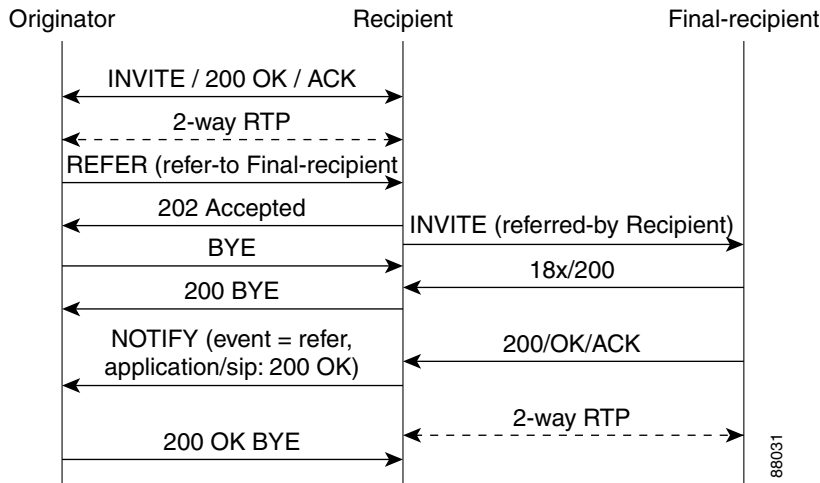 Originator Recipient Final-recipient
INVITE / 200 OK / ACK
2-way RTP
REFER (refer-to Final-recipient
202 Accepted
INVITE (referred-by Recipient)
BYE
18x/200
200 BYE
NOTIFY (event = refer,
application/sip: 200 OK)
200/OK/ACK
2-way RTP
200 OK BYE
88031